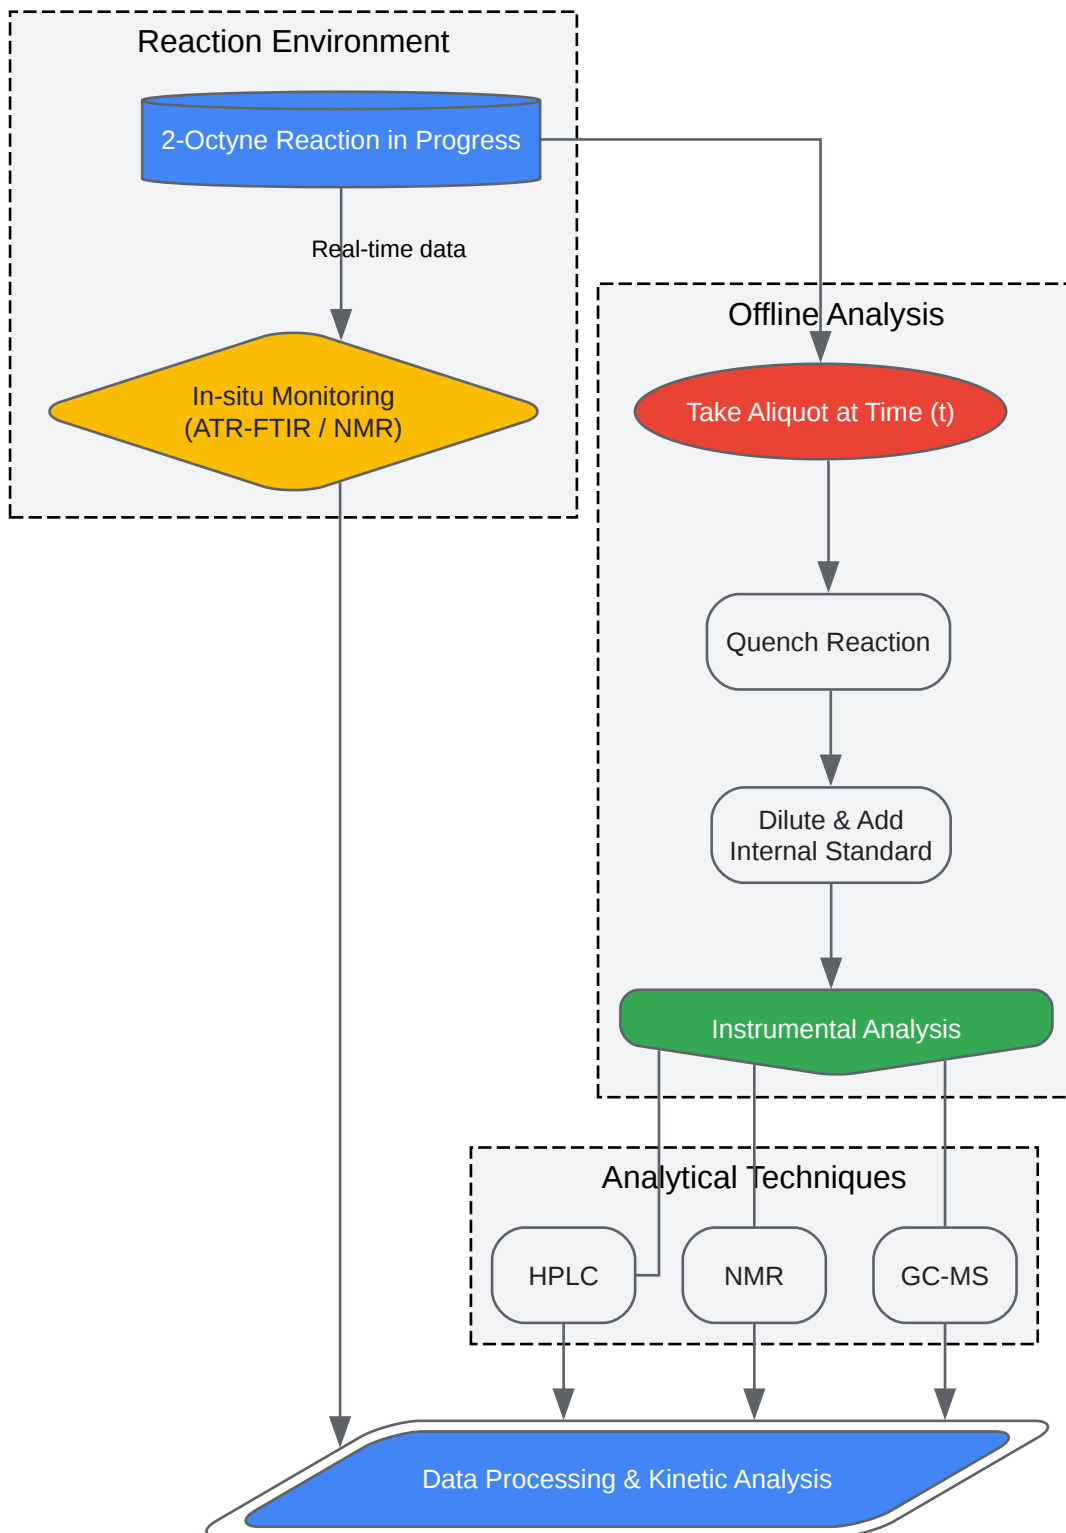 Reaction Environment
2-Octyne Reaction in Progress
Real-time data
In-situ Monitoring
(ATR-FTIR / NMR)
Offline Analysis
Take Aliquot at Time (t)
Quench Reaction
Dilute & Add
Internal Standard
Instrumental Analysis
Analytical Techniques
HPLC
NMR
GC-MS
Data Processing & Kinetic Analysis